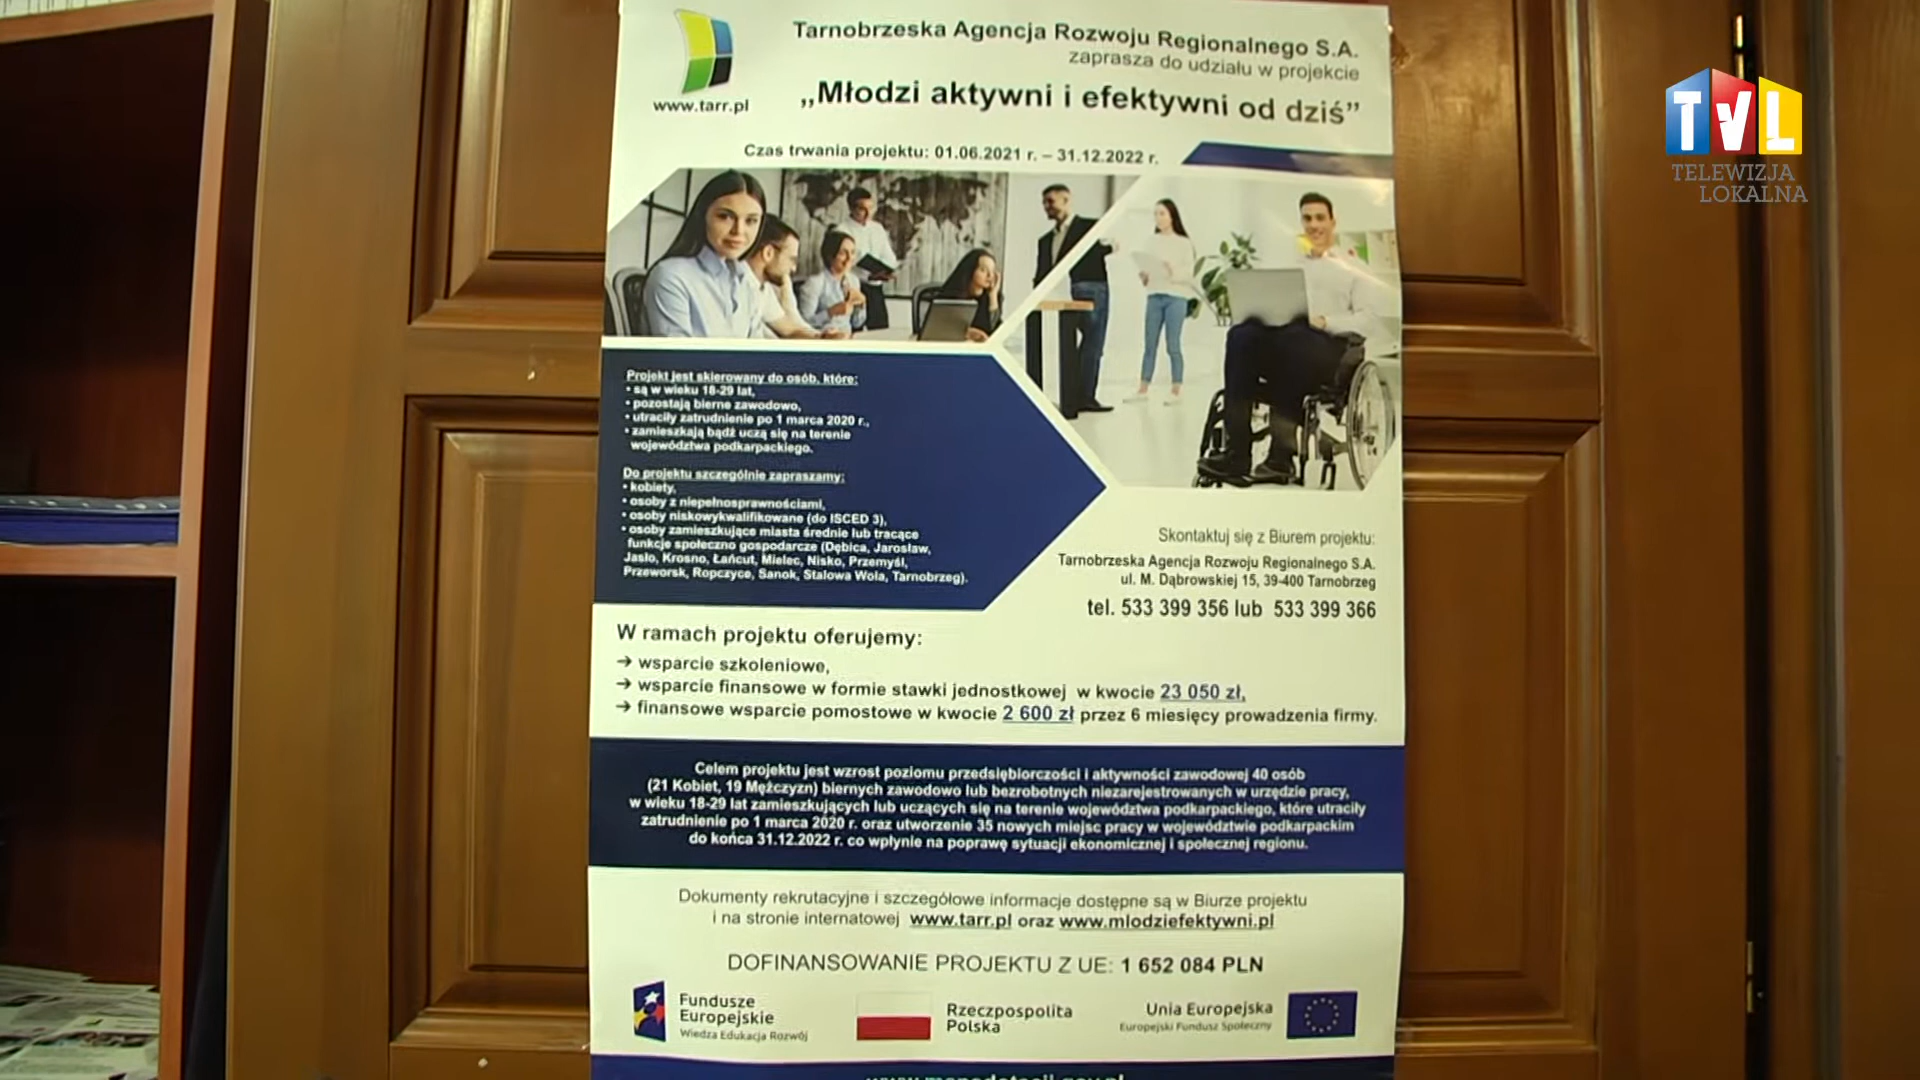 Tarnobrzeska Agencja Rozwoju Regionalnego S.A.
zaprasza do udziału w projekcie
„Młodzi aktywni i efektywni od dziś”
www.tarr.pl
Czas trwania projektu: 01.06.2021 r. – 31.12.2022 r.
TVL
TELEWIZJA
LOKALNA
Projekt jest skierowany do osób, które:
• są w wieku 18-29 lat,
• pozostają bierne zawodowo,
• utraciły zatrudnienie po 1 marca 2020 r.,
• zamieszkają bądź uczą się na terenie
województwa podkarpackiego.
Do projektu szczególnie zapraszamy:
• kobiety,
• osoby z niepełnosprawnościami,
• osoby niskowykwalifikowane (do ISCED 3),
• osoby zamieszkujące miasta średnie lub tracące
funkcje społeczno gospodarcze (Dębica, Jarosław,
Jasło, Krosno, Łańcut, Mielec, Nisko, Przemyśl,
Przeworsk, Ropczyce, Sanok, Stalowa Wola, Tarnobrzeg).
Skontaktuj się z Biurem projektu:
Tarnobrzeska Agencja Rozwoju Regionalnego S.A.
ul. M. Dąbrowskiej 15, 39-400 Tarnobrzeg
tel. 533 399 356 lub 533 399 366
W ramach projektu oferujemy:
→ wsparcie szkoleniowe,
→ wsparcie finansowe w formie stawki jednostkowej w kwocie 23 050 zł,
→ finansowe wsparcie pomostowe w kwocie 2 600 zł przez 6 miesięcy prowadzenia firmy.
Celem projektu jest wzrost poziomu przedsiębiorczości i aktywności zawodowej 40 osób
(21 Kobiet, 19 Mężczyzn) biernych zawodowo lub bezrobotnych niezarejestrowanych w urzędzie pracy,
w wieku 18-29 lat zamieszkujących lub uczących się na terenie województwa podkarpackiego, które utraciły
zatrudnienie po 1 marca 2020 r. oraz utworzenie 35 nowych miejsc pracy w województwie podkarpackim
do końca 31.12.2022 r. co wpłynie na poprawę sytuacji ekonomicznej i społecznej regionu.
Dokumenty rekrutacyjne i szczegółowe informacje dostępne są w Biurze projektu
i na stronie internatowej www.tarr.pl oraz www.mlodziefektywni.pl
DOFINANSOWANIE PROJEKTU Z UE: 1 652 084 PLN
Fundusze
Europejskie
Wiedza Edukacja Rozwój
Rzeczpospolita
Polska
Unia Europejska
Europejski Fundusz Społeczny